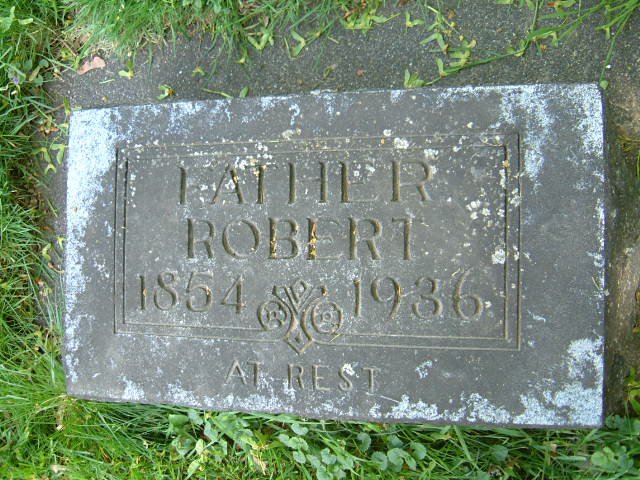 FATHER
ROBERT
1854 1936
AT REST